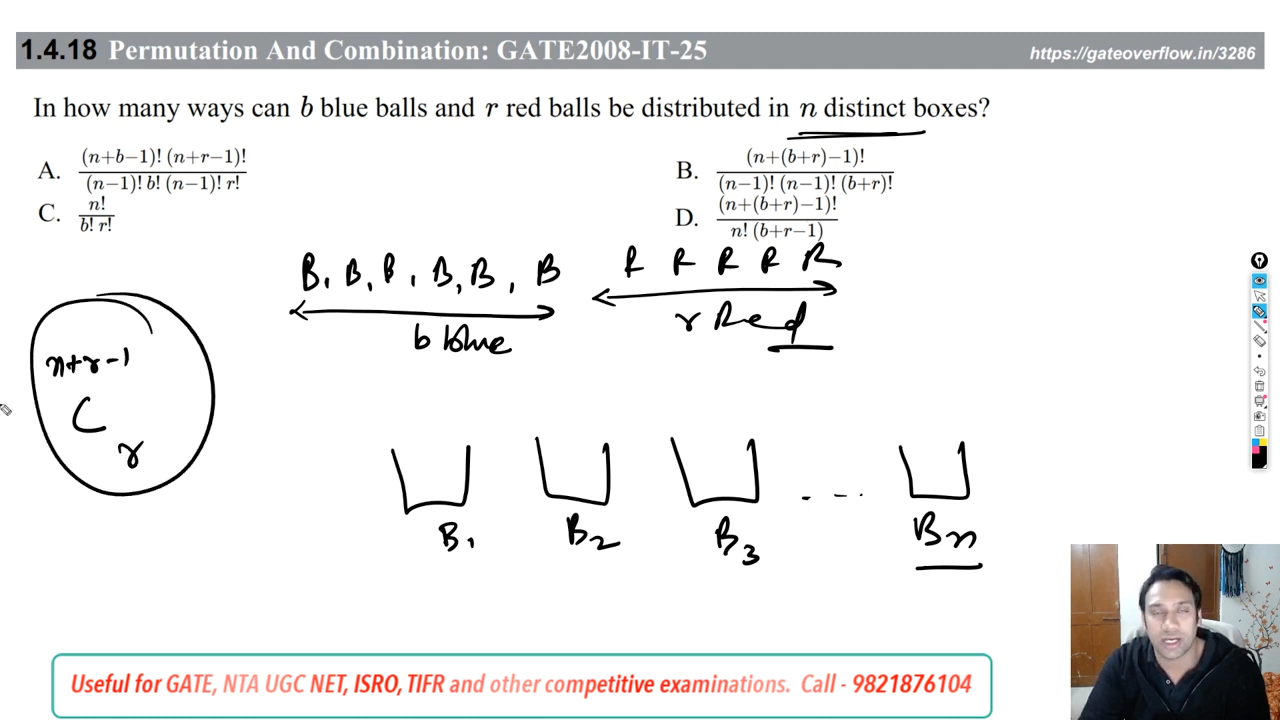 1.4.18 Permutation And Combination: GATE2008-IT-25 https://gateoverflow.in/3286
In how many ways can b blue balls and r red balls be distributed in n distinct boxes?
A. (n+b−1)! (n+r−1)! / (n−1)! b! (n−1)! r!
B. (n+(b+r)−1)! / (n−1)! (n−1)! (b+r)!
C. n! / b! r!
D. (n+(b+r)−1)! / n! (b+r−1)
B, B, B, B, B, B R R R R R
b blue r Red
n+r-1
C
r
B1 B2 B3 ... Bn
Useful for GATE, NTA UGC NET, ISRO, TIFR and other competitive examinations. Call - 9821876104